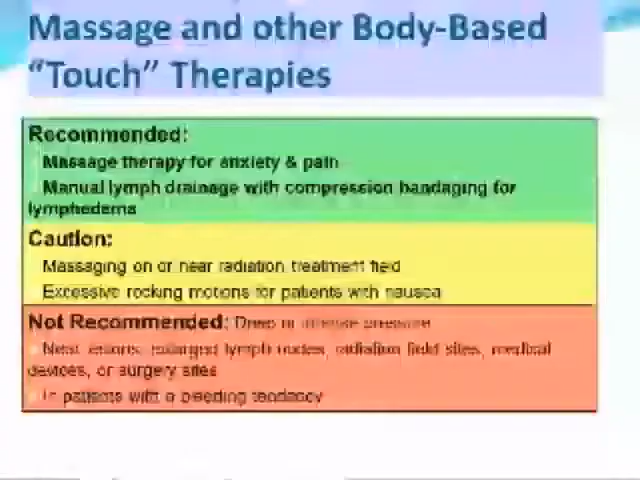 Massage and other Body-Based
“Touch” Therapies
Recommended:
Massage therapy for anxiety & pain
Manual lymph drainage with compression bandaging for
lymphedema
Caution:
Massaging on or near radiation treatment field
Excessive rocking motions for patients with nausea
Not Recommended: Deep or intense pressure
Near lesions, enlarged lymph nodes, radiation field sites, medical
devices, or surgery sites
In patients with a bleeding tendency